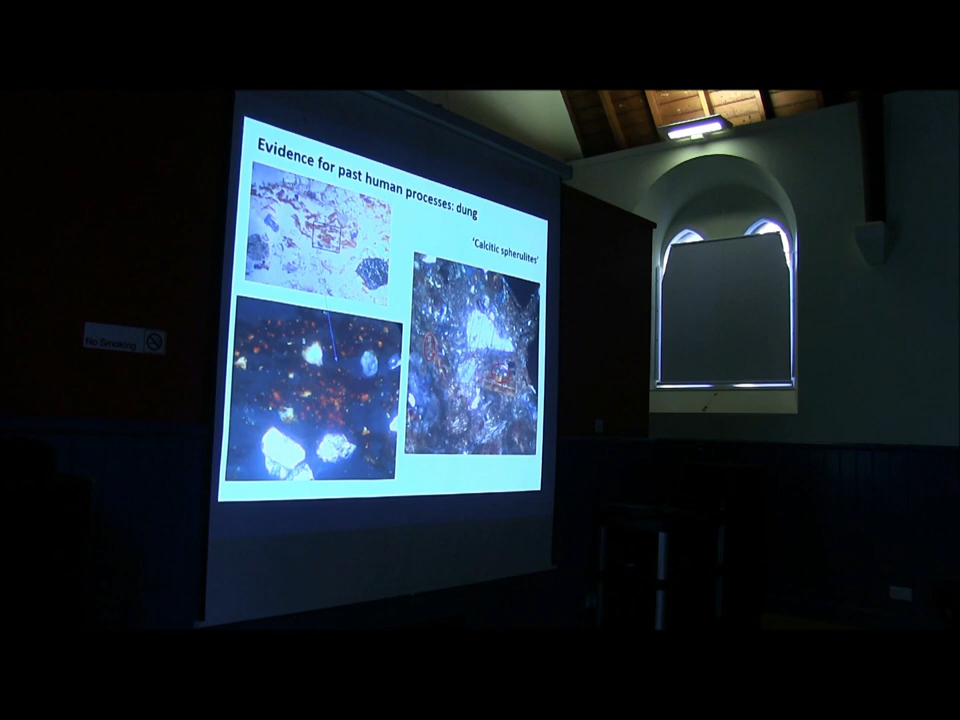 Evidence for past human processes: dung
'Calcitic spherulites'
No Smoking